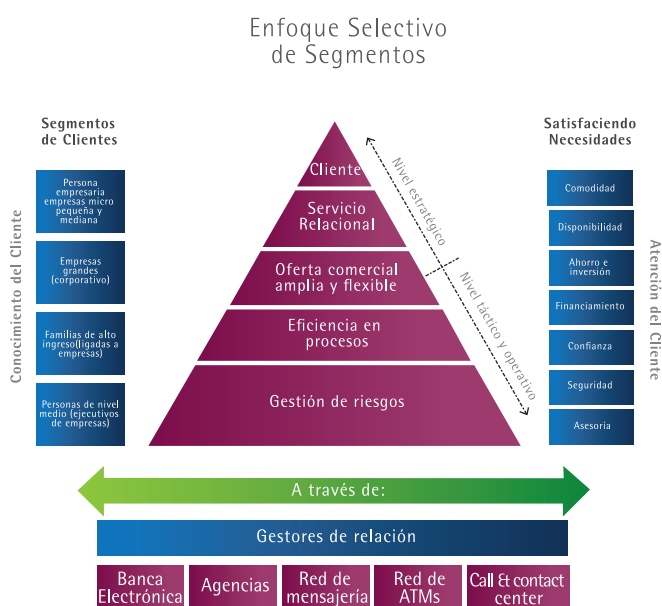 Enfoque Selectivo
de Segmentos
Segmentos
de Clientes
Conocimiento del Cliente
Persona
empresaria
empresas micro
pequeña y
mediana
Empresas
grandes
(corporativo)
Familias de alto
ingreso(ligadas a
empresas)
Personas de nivel
medio (ejecutivos
de empresas)
Cliente
Servicio
Relacional
Oferta comercial
amplia y flexible
Eficiencia en
procesos
Gestión de riesgos
Nivel estratégico
Nivel táctico y operativo
Satisfaciendo
Necesidades
Comodidad
Disponibilidad
Ahorro e
inversión
Financiamiento
Confianza
Seguridad
Asesoría
Atención del Cliente
A través de:
Gestores de relación
Banca
Electrónica
Agencias
Red de
mensajería
Red de
ATMs
Call & contact
center